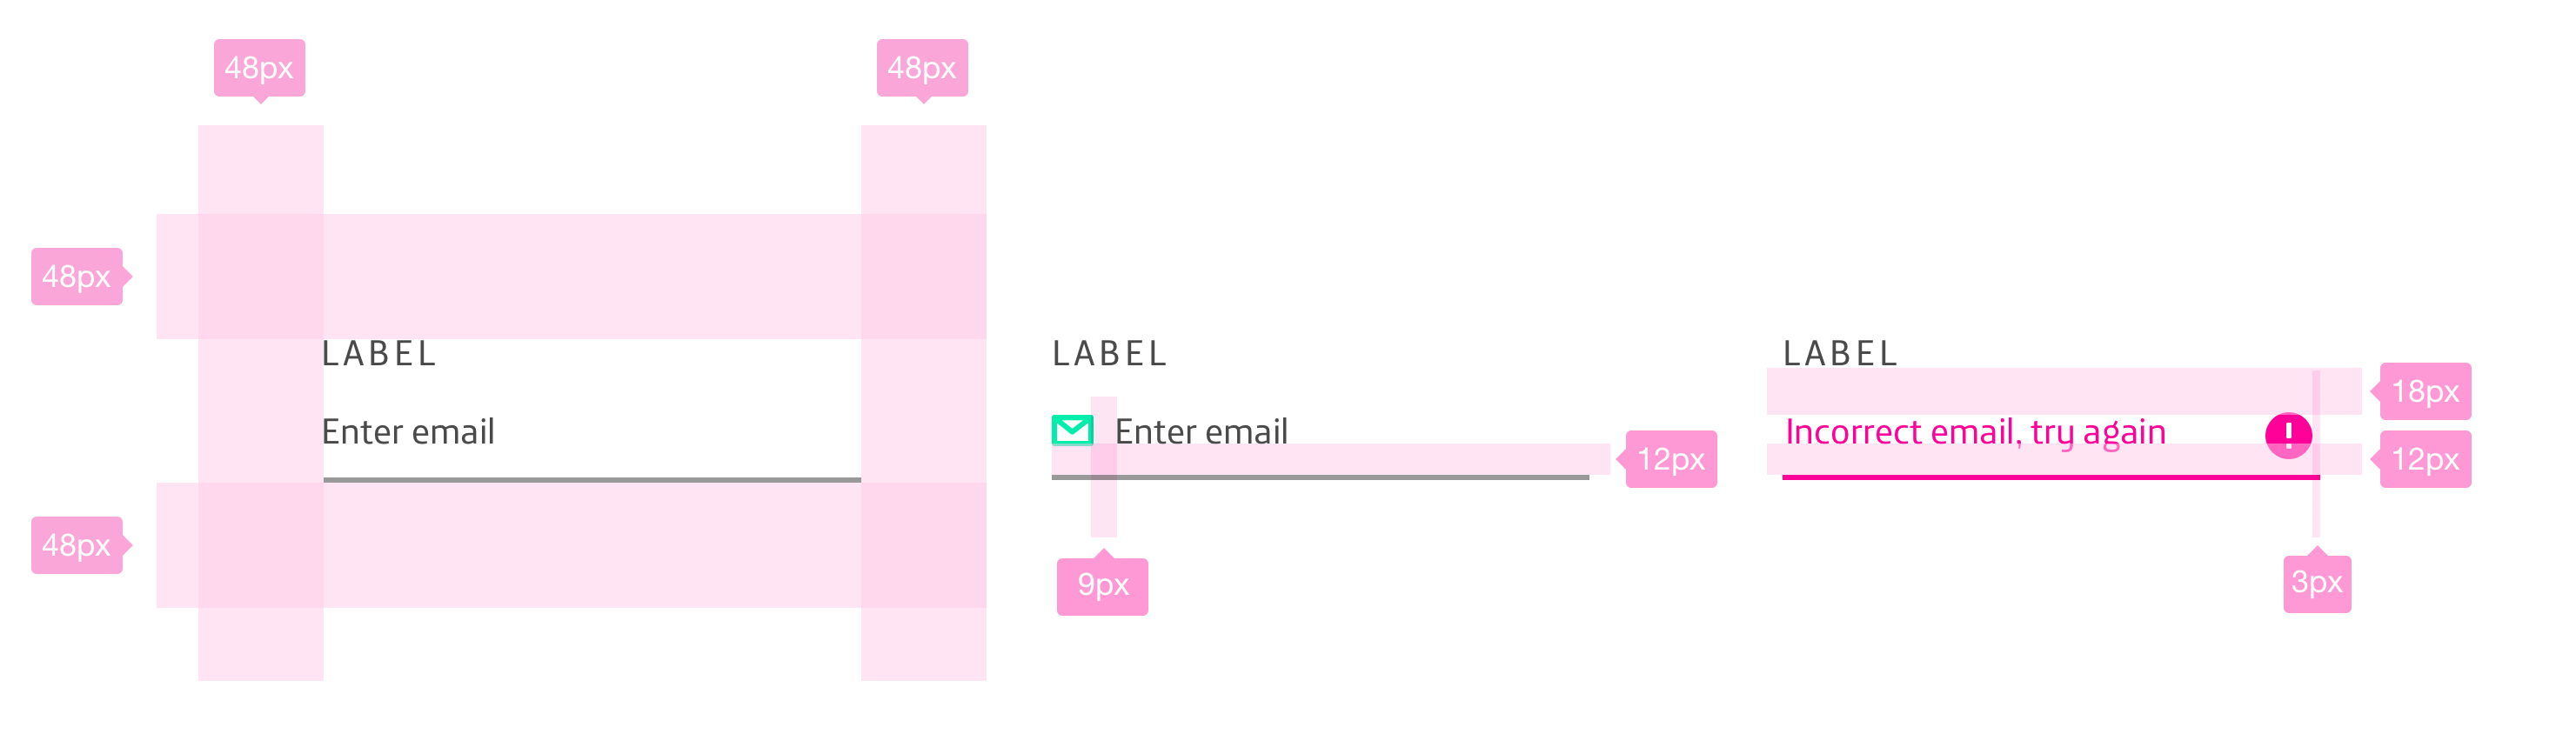 48px
48px
48px
LABEL
Enter email
48px
LABEL
Enter email
12px
9px
LABEL
18px
Incorrect email, try again
12px
3px